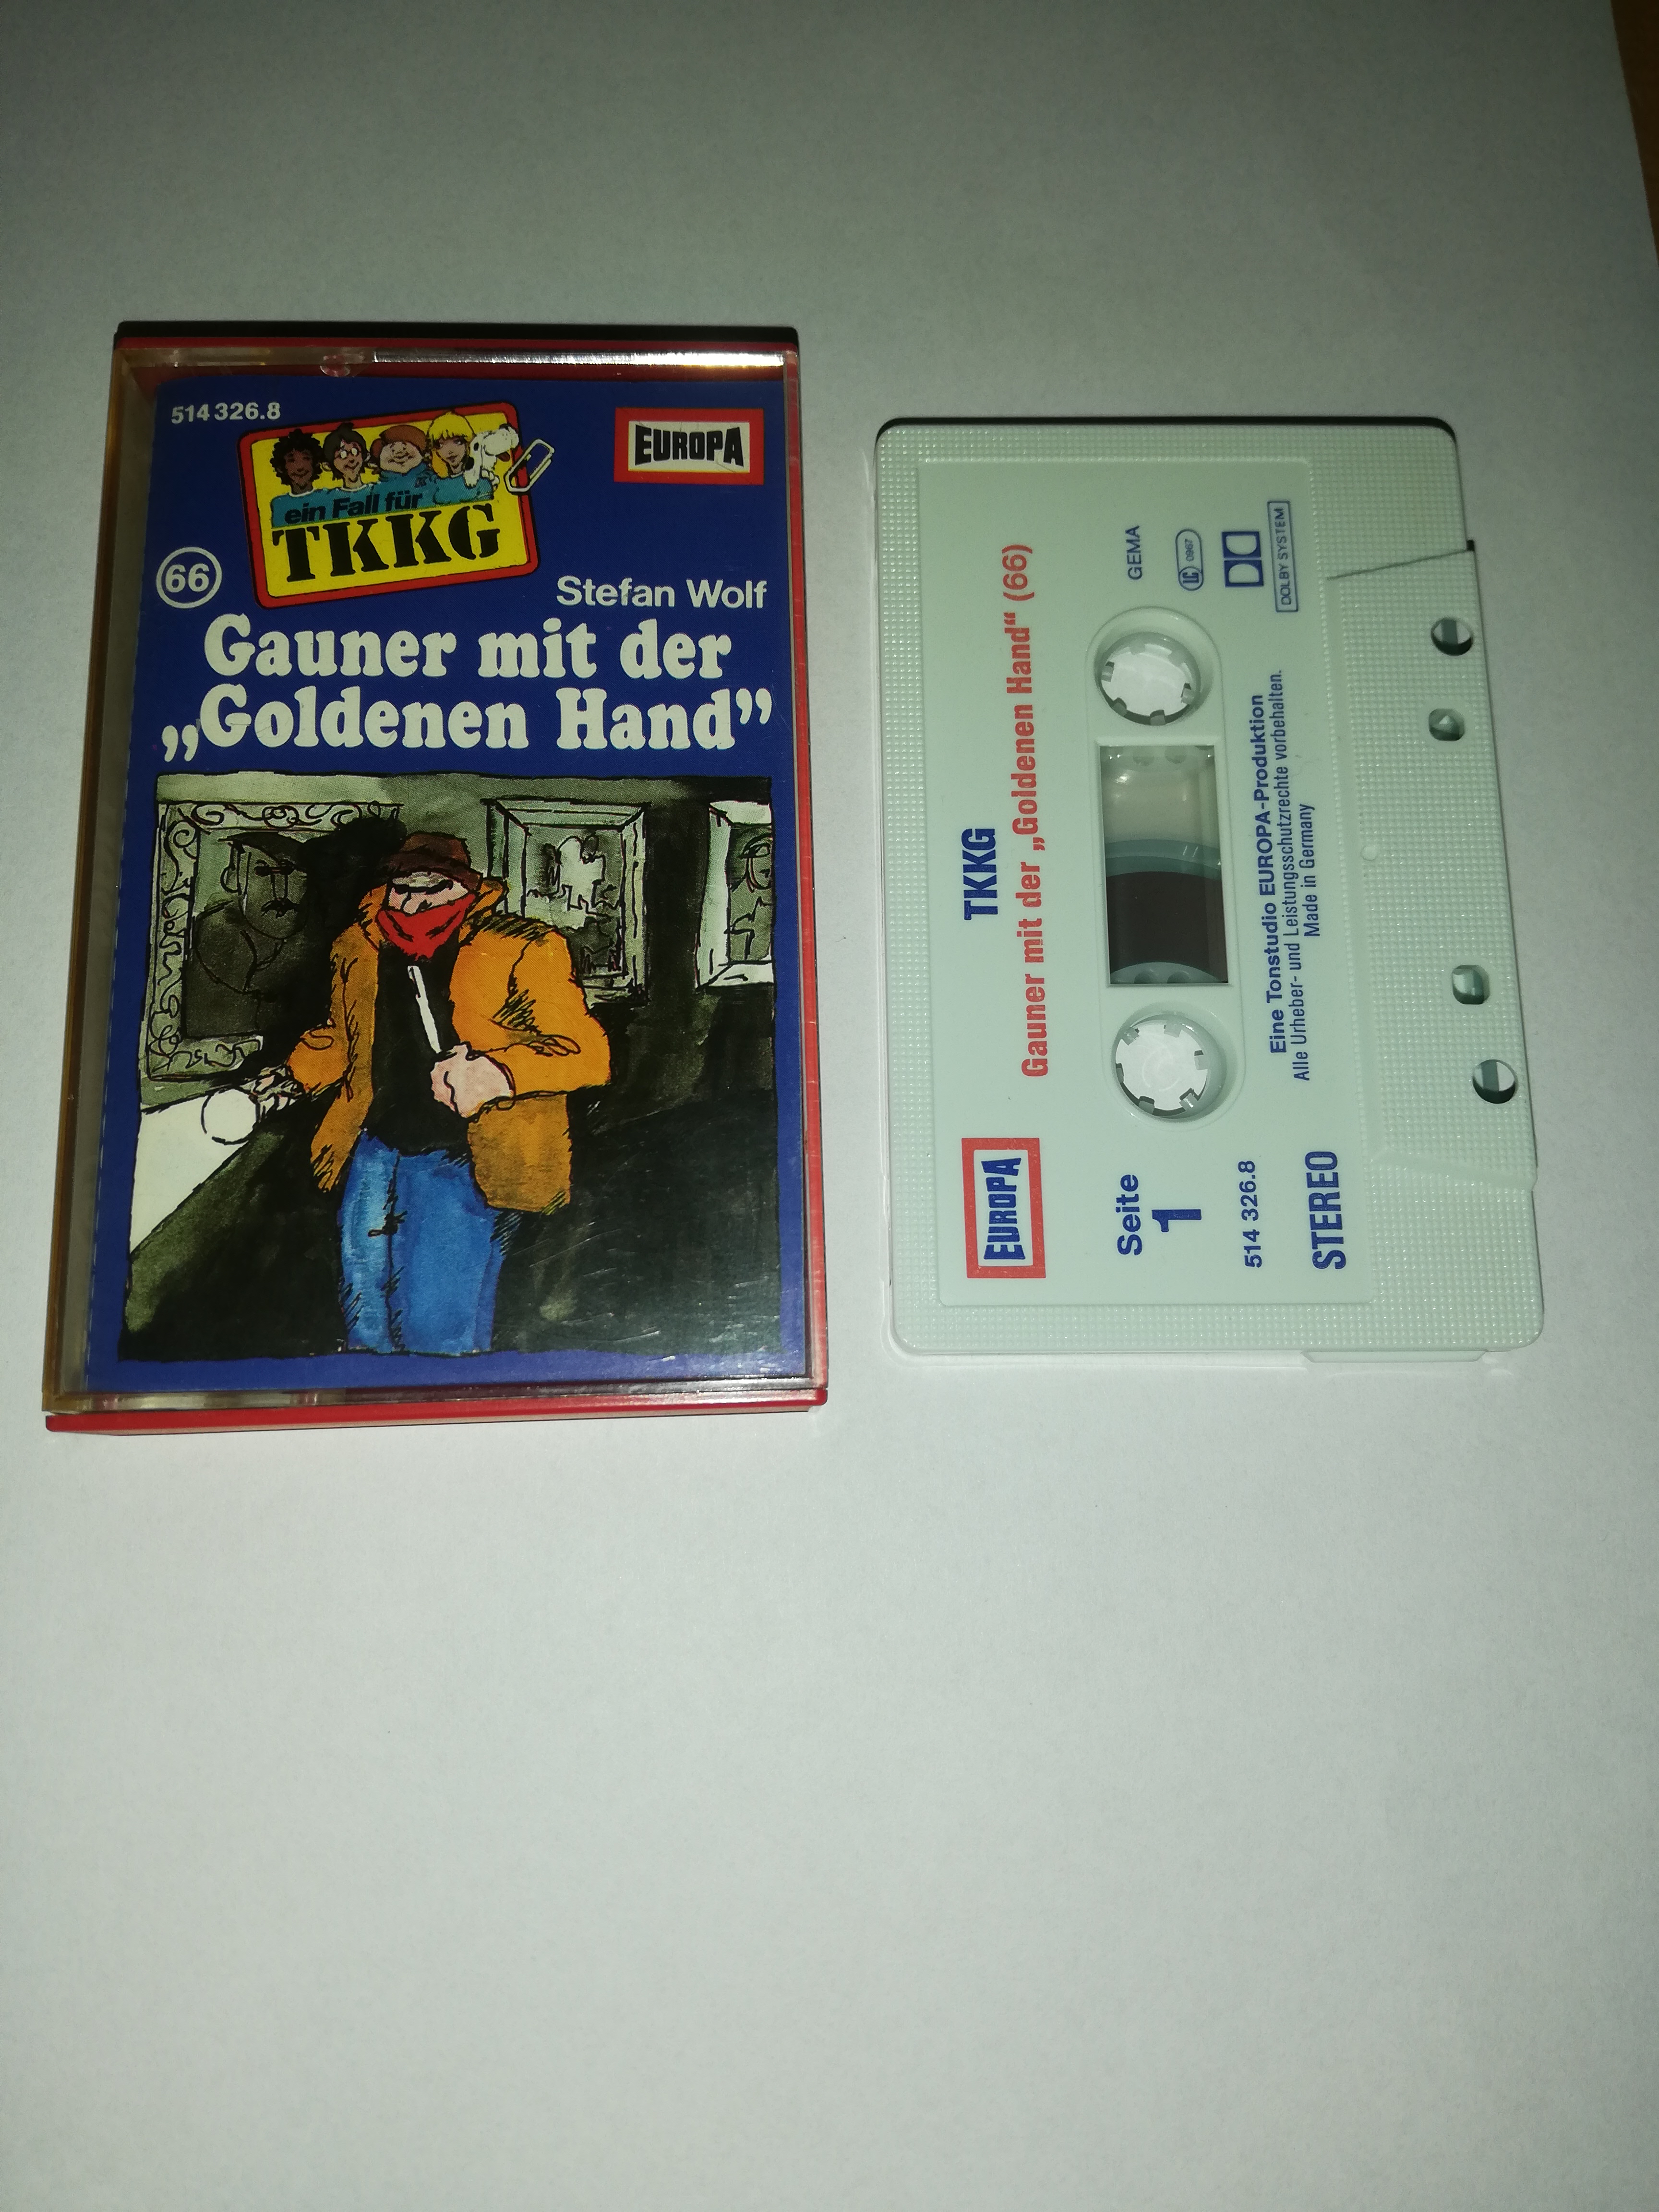 514 326.8
EUROPA
ein Fall für
TKKG
66
Stefan Wolf
Gauner mit der
„Goldenen Hand”
TKKG
Gauner mit der „Goldenen Hand“ (66)
EUROPA
Seite
1
514 326.8
STEREO
GEMA
LC 0967
DOLBY SYSTEM
Eine Tonstudio EUROPA-Produktion
Alle Urheber- und Leistungsschutzrechte vorbehalten.
Made in Germany